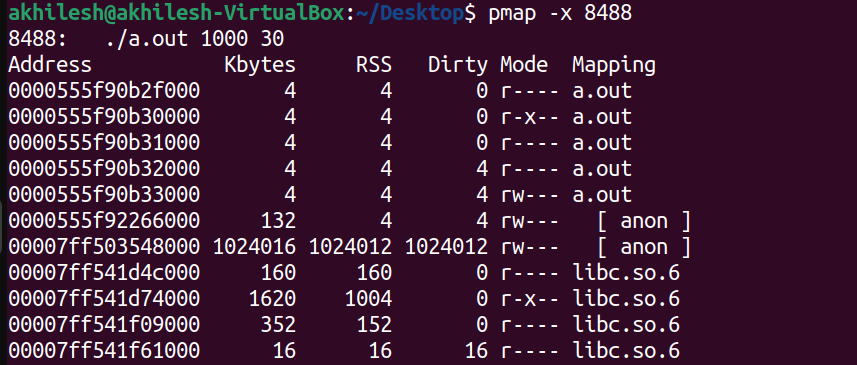 akhilesh@akhilesh-VirtualBox:~/Desktop$ pmap -x 8488
8488:   ./a.out 1000 30
Address           Kbytes     RSS   Dirty Mode  Mapping
0000555f90b2f000       4       4       0 r---- a.out
0000555f90b30000       4       4       0 r-x-- a.out
0000555f90b31000       4       4       0 r---- a.out
0000555f90b32000       4       4       4 r---- a.out
0000555f90b33000       4       4       4 rw--- a.out
0000555f92266000     132       4       4 rw---   [ anon ]
00007ff503548000 1024016 1024012 1024012 rw---   [ anon ]
00007ff541d4c000     160     160       0 r---- libc.so.6
00007ff541d74000    1620    1004       0 r-x-- libc.so.6
00007ff541f09000     352     152       0 r---- libc.so.6
00007ff541f61000      16      16      16 r---- libc.so.6